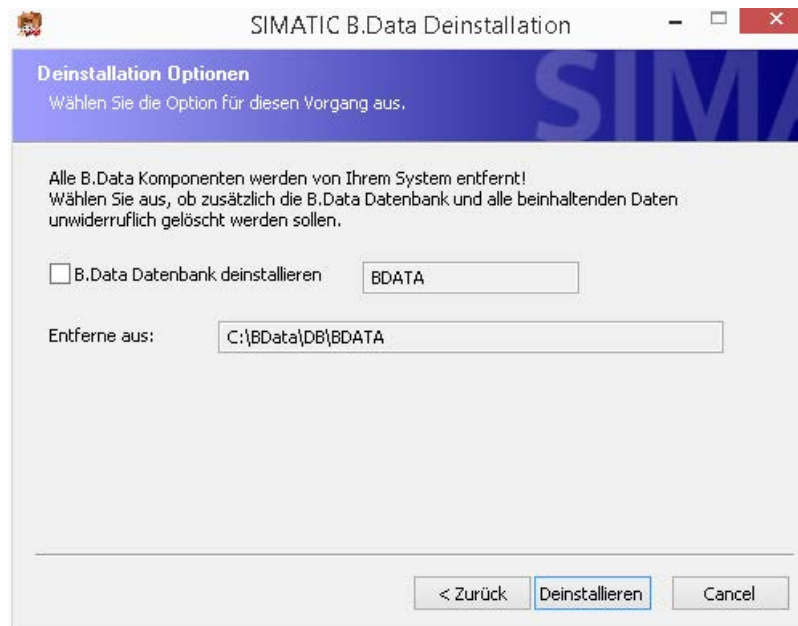 SIMATIC B.Data Deinstallation
Deinstallation Optionen
Wählen Sie die Option für diesen Vorgang aus.
SIM
Alle B.Data Komponenten werden von Ihrem System entfernt!
Wählen Sie aus, ob zusätzlich die B.Data Datenbank und alle beinhaltenden Daten
unwiderruflich gelöscht werden sollen.
B.Data Datenbank deinstallieren BDATA
Entferne aus: C:\BData\DB\BDATA
< Zurück Deinstallieren Cancel